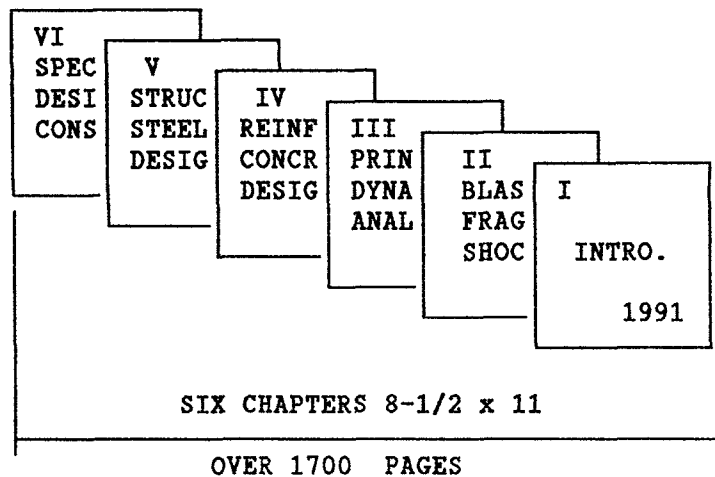 VI
SPEC
DESI
CONS
V
STRUC
STEEL
DESIG
IV
REINF
CONCR
DESIG
III
PRIN
DYNA
ANAL
II
BLAS
FRAG
SHOC
I
INTRO.
1991
SIX CHAPTERS 8-1/2 x 11
OVER 1700 PAGES